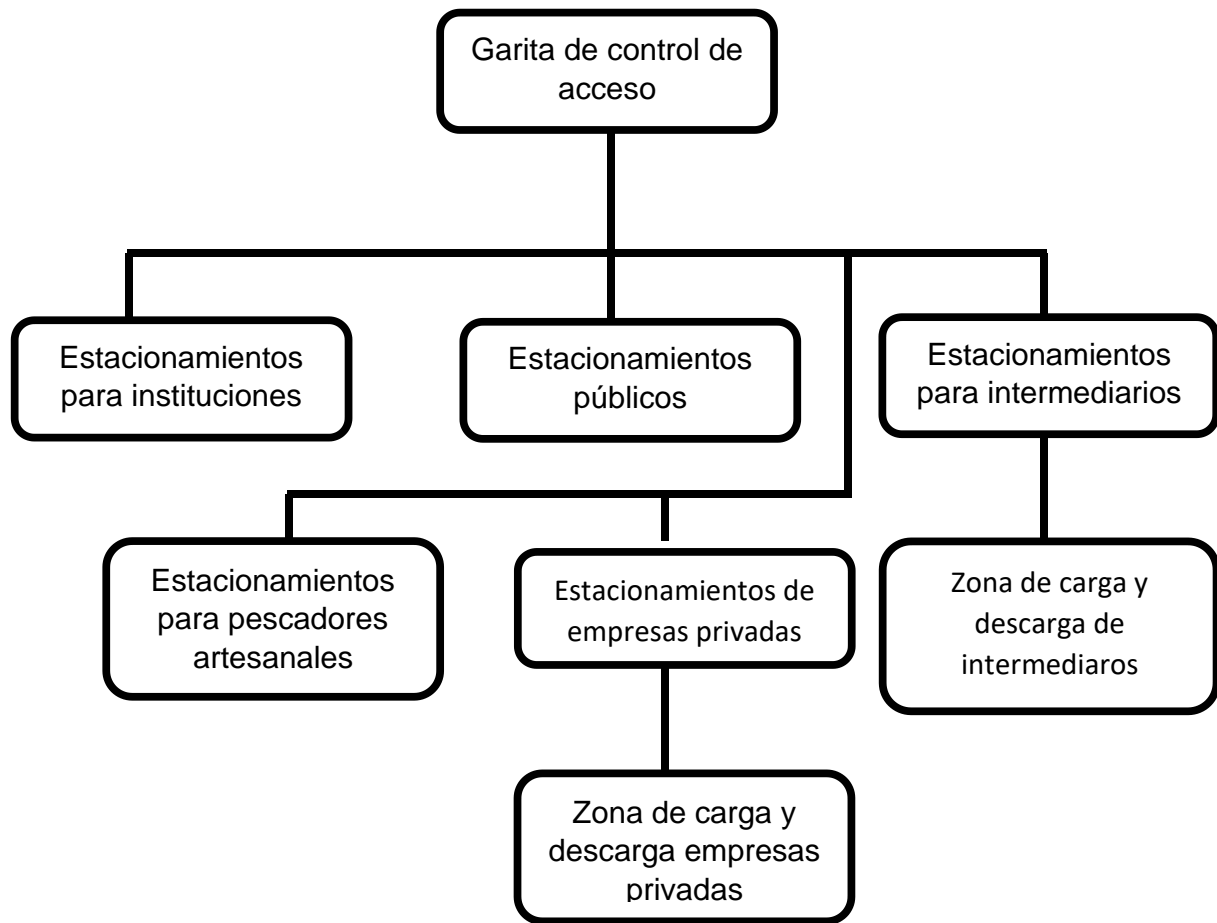 Garita de control de
acceso
Estacionamientos
para instituciones
Estacionamientos
públicos
Estacionamientos
para intermediarios
Estacionamientos
para pescadores
artesanales
Estacionamientos de
empresas privadas
Zona de carga y
descarga de
intermediaros
Zona de carga y
descarga empresas
privadas